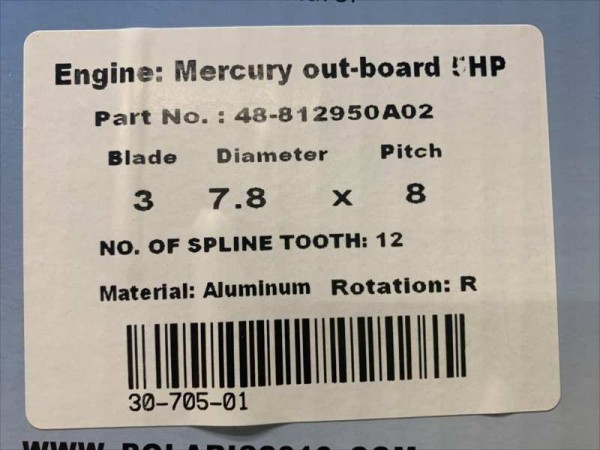 Engine: Mercury out-board 5HP
Part No. : 48-812950A02
Blade Diameter Pitch
3 7.8 x 8
NO. OF SPLINE TOOTH: 12
Material: Aluminum Rotation: R
30-705-01